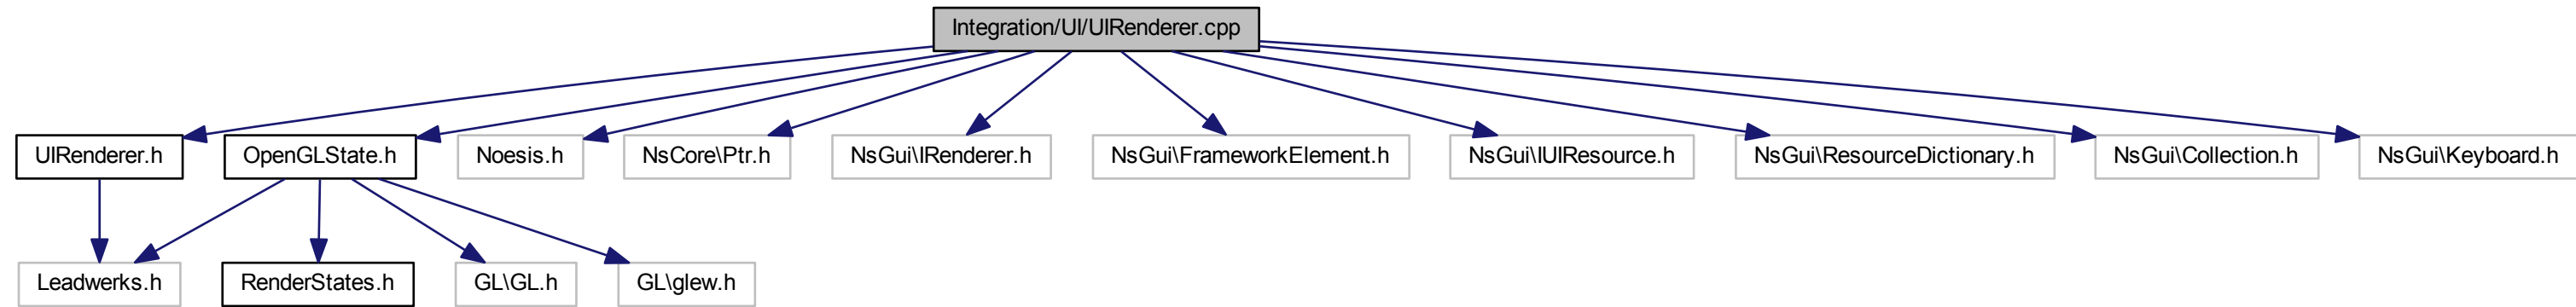 Integration/UI/UIRenderer.cpp
UIRenderer.h
OpenGLState.h
Noesis.h
NsCore\Ptr.h
NsGui\IRenderer.h
NsGui\FrameworkElement.h
NsGui\IUIResource.h
NsGui\ResourceDictionary.h
NsGui\Collection.h
NsGui\Keyboard.h
Leadwerks.h
RenderStates.h
GL\GL.h
GL\glew.h